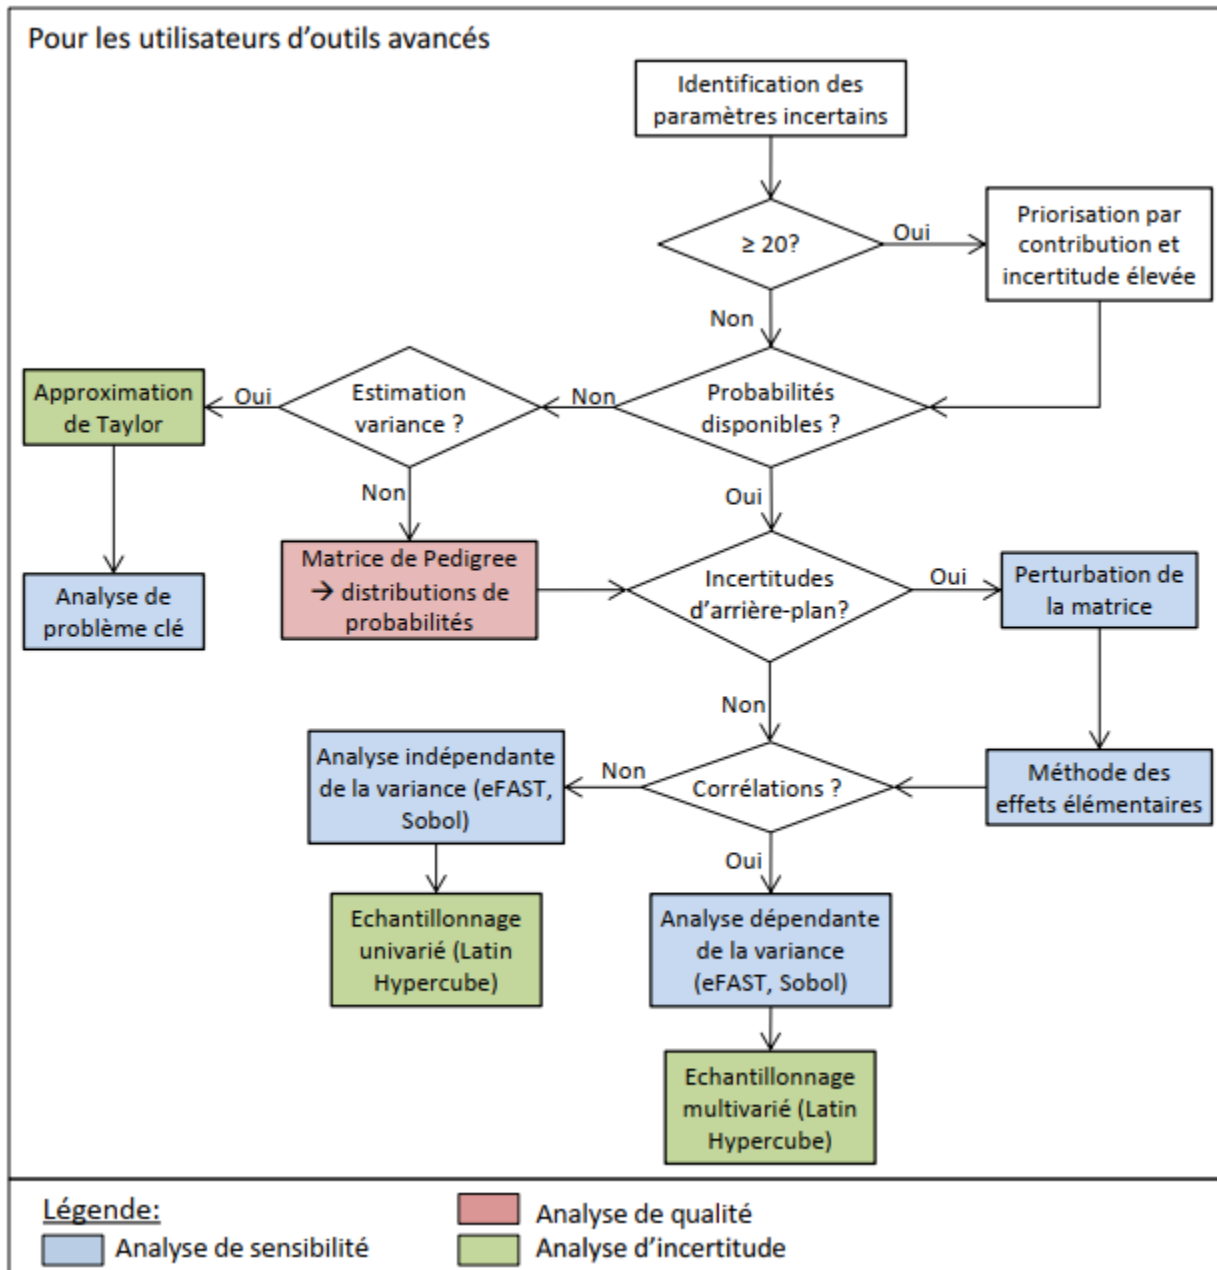 Pour les utilisateurs d'outils avancés
Identification des
paramètres incertains
≥ 20?
Oui
Priorisation par
contribution et
incertitude élevée
Non
Approximation
de Taylor
Oui
Estimation
variance ?
Non
Probabilités
disponibles ?
Non
Oui
Analyse de
problème clé
Matrice de Pedigree
→ distributions de
probabilités
Incertitudes
d'arrière-plan?
Oui
Perturbation de
la matrice
Non
Analyse indépendante
de la variance (eFAST,
Sobol)
Non
Corrélations ?
Méthode des
effets élémentaires
Oui
Echantillonnage
univarié (Latin
Hypercube)
Analyse dépendante
de la variance
(eFAST, Sobol)
Echantillonnage
multivarié (Latin
Hypercube)
Légende:
Analyse de sensibilité
Analyse de qualité
Analyse d'incertitude